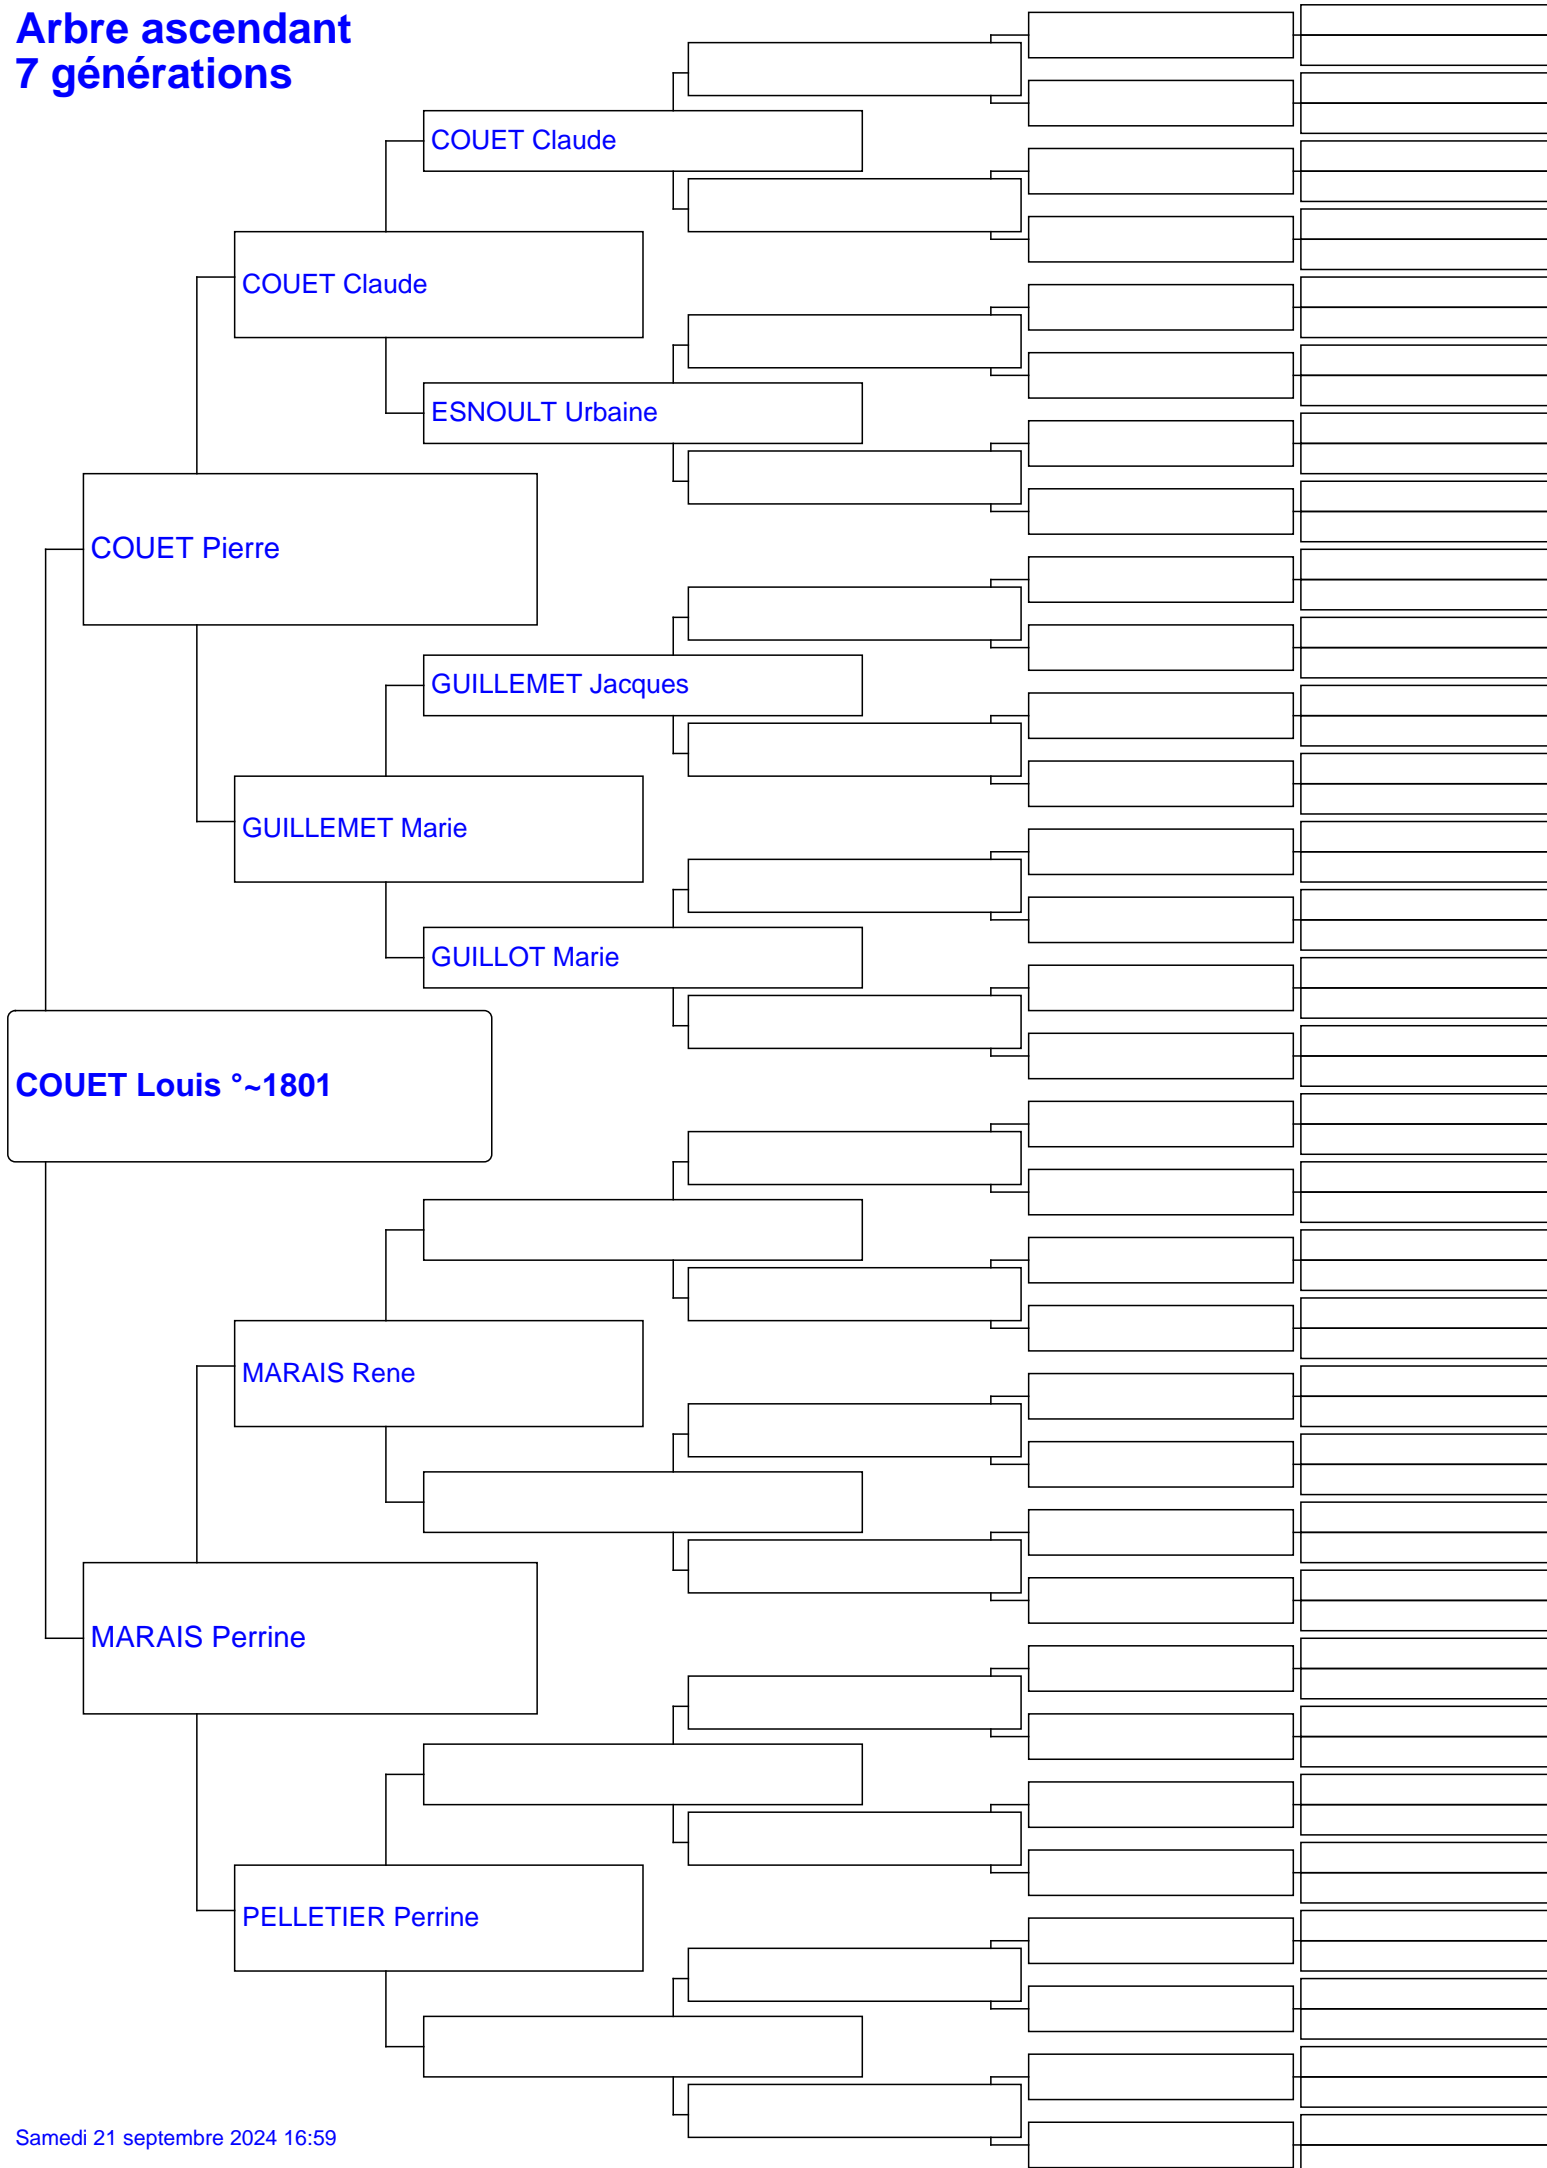 Arbre ascendant
7 générations
COUET Claude
COUET Claude
ESNOULT Urbaine
COUET Pierre
GUILLEMET Jacques
GUILLEMET Marie
GUILLOT Marie
COUET Louis °~1801
MARAIS Rene
MARAIS Perrine
PELLETIER Perrine
Samedi 21 septembre 2024 16:59